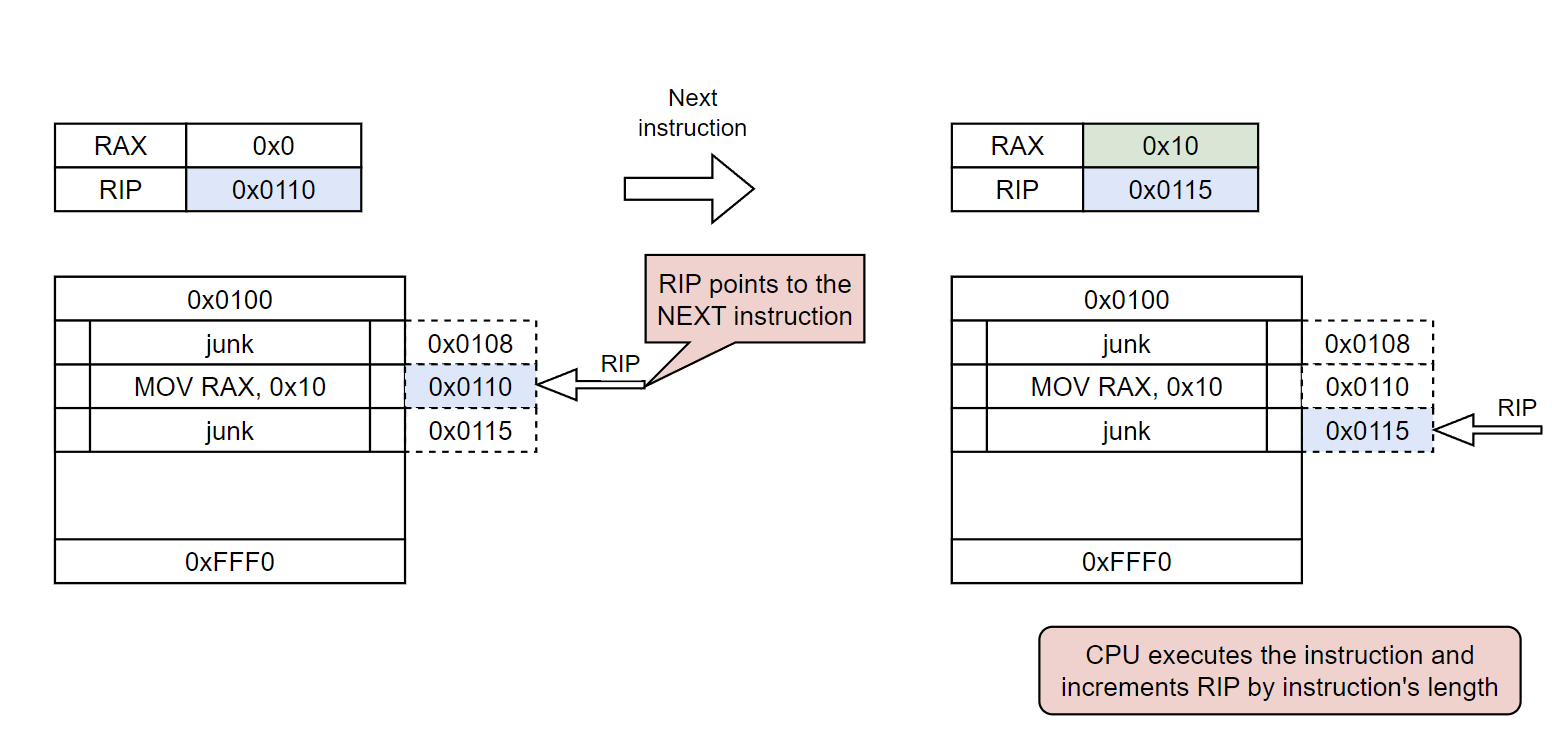 Next
instruction
RAX 0x0
RIP 0x0110
RAX 0x10
RIP 0x0115
0x0100
junk 0x0108
MOV RAX, 0x10 0x0110
junk 0x0115
0xFFF0
RIP
RIP points to the
NEXT instruction
0x0100
junk 0x0108
MOV RAX, 0x10 0x0110
junk 0x0115
0xFFF0
RIP
CPU executes the instruction and
increments RIP by instruction's length